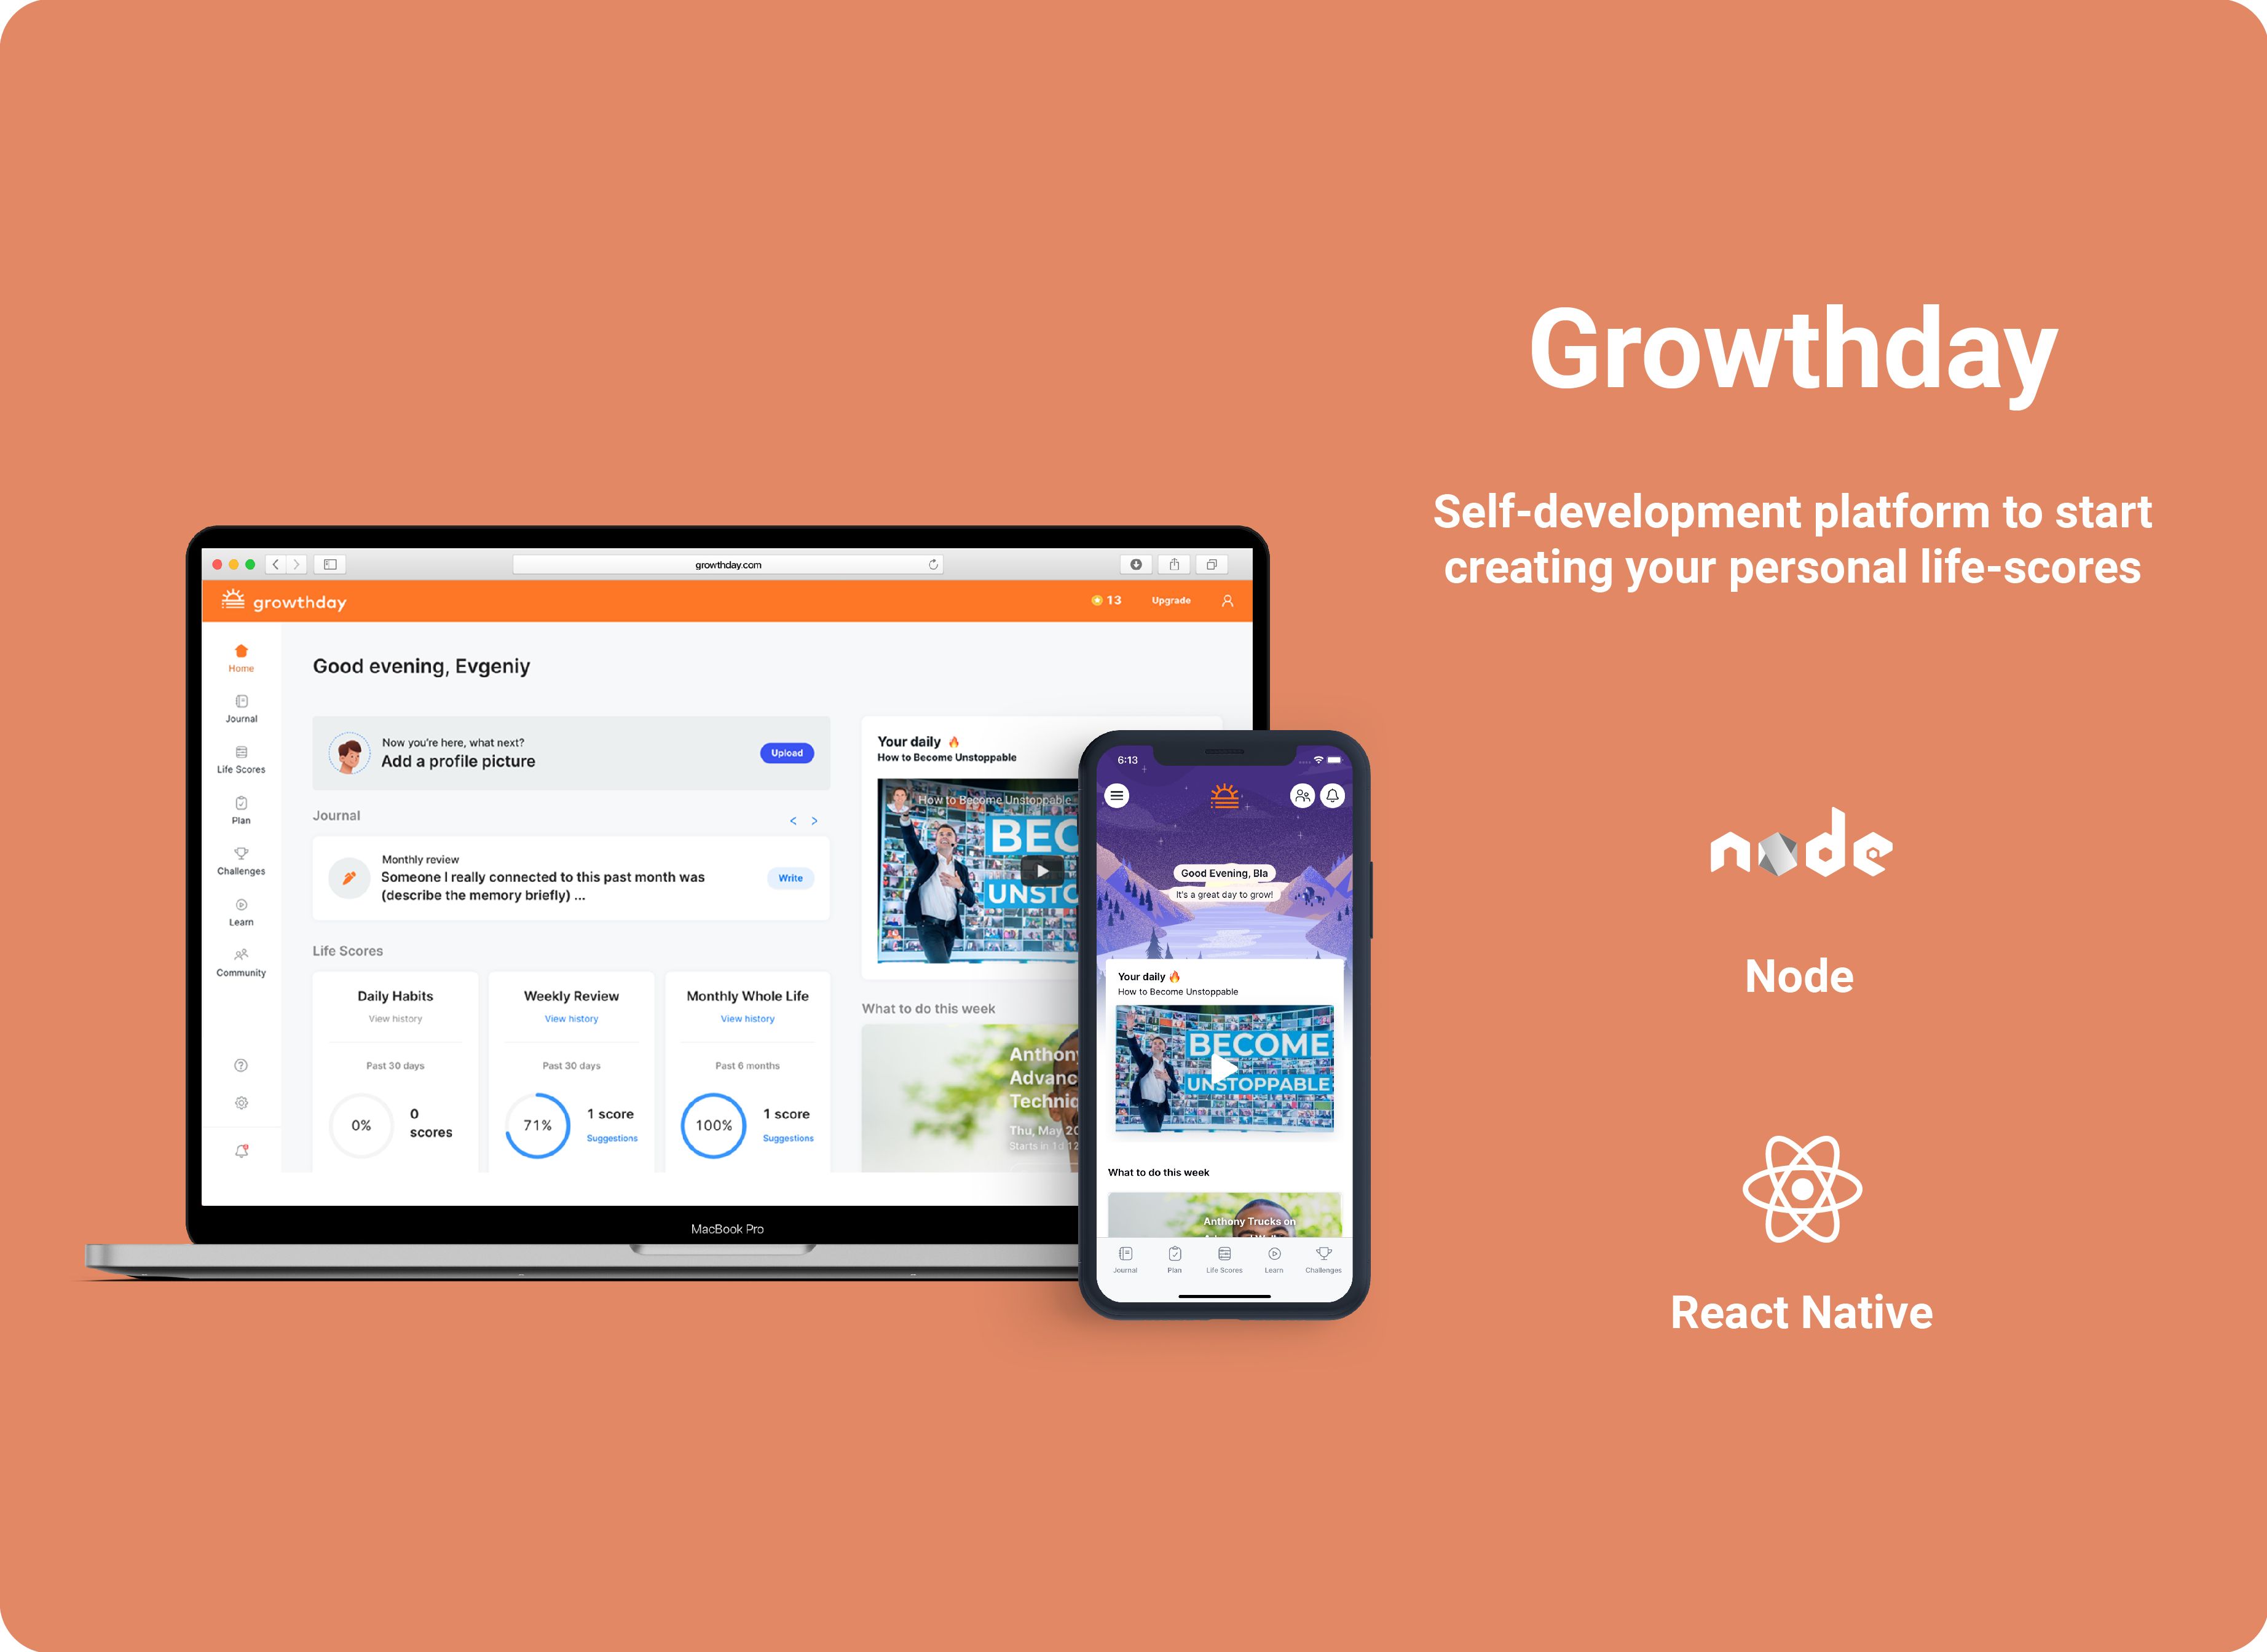 Growthday
Self-development platform to start
creating your personal life-scores
node
Node
React Native
growthday.com
growthday
13
Upgrade
Home
Journal
Life Scores
Plan
Challenges
Learn
Community
Good evening, Evgeniy
Now you're here, what next?
Add a profile picture
Upload
Journal
< >
Monthly review
Someone I really connected to this past month was
(describe the memory briefly) ...
Write
Life Scores
Daily Habits
View history
Past 30 days
0%
0
scores
Weekly Review
View history
Past 30 days
71%
1 score
Suggestions
Monthly Whole Life
View history
Past 6 months
100%
1 score
Suggestions
Your daily 🔥
How to Become Unstoppable
How to Become Unstoppable
BEC
UNSTO
What to do this week
Anthony
Advanc
Techniq
Thu, May 20
Starts in 1d 12
MacBook Pro
6:13
Good Evening, Bla
It's a great day to grow!
Your daily 🔥
How to Become Unstoppable
BECOME
UNSTOPPABLE
What to do this week
Anthony Trucks on
Journal
Plan
Life Scores
Learn
Challenges